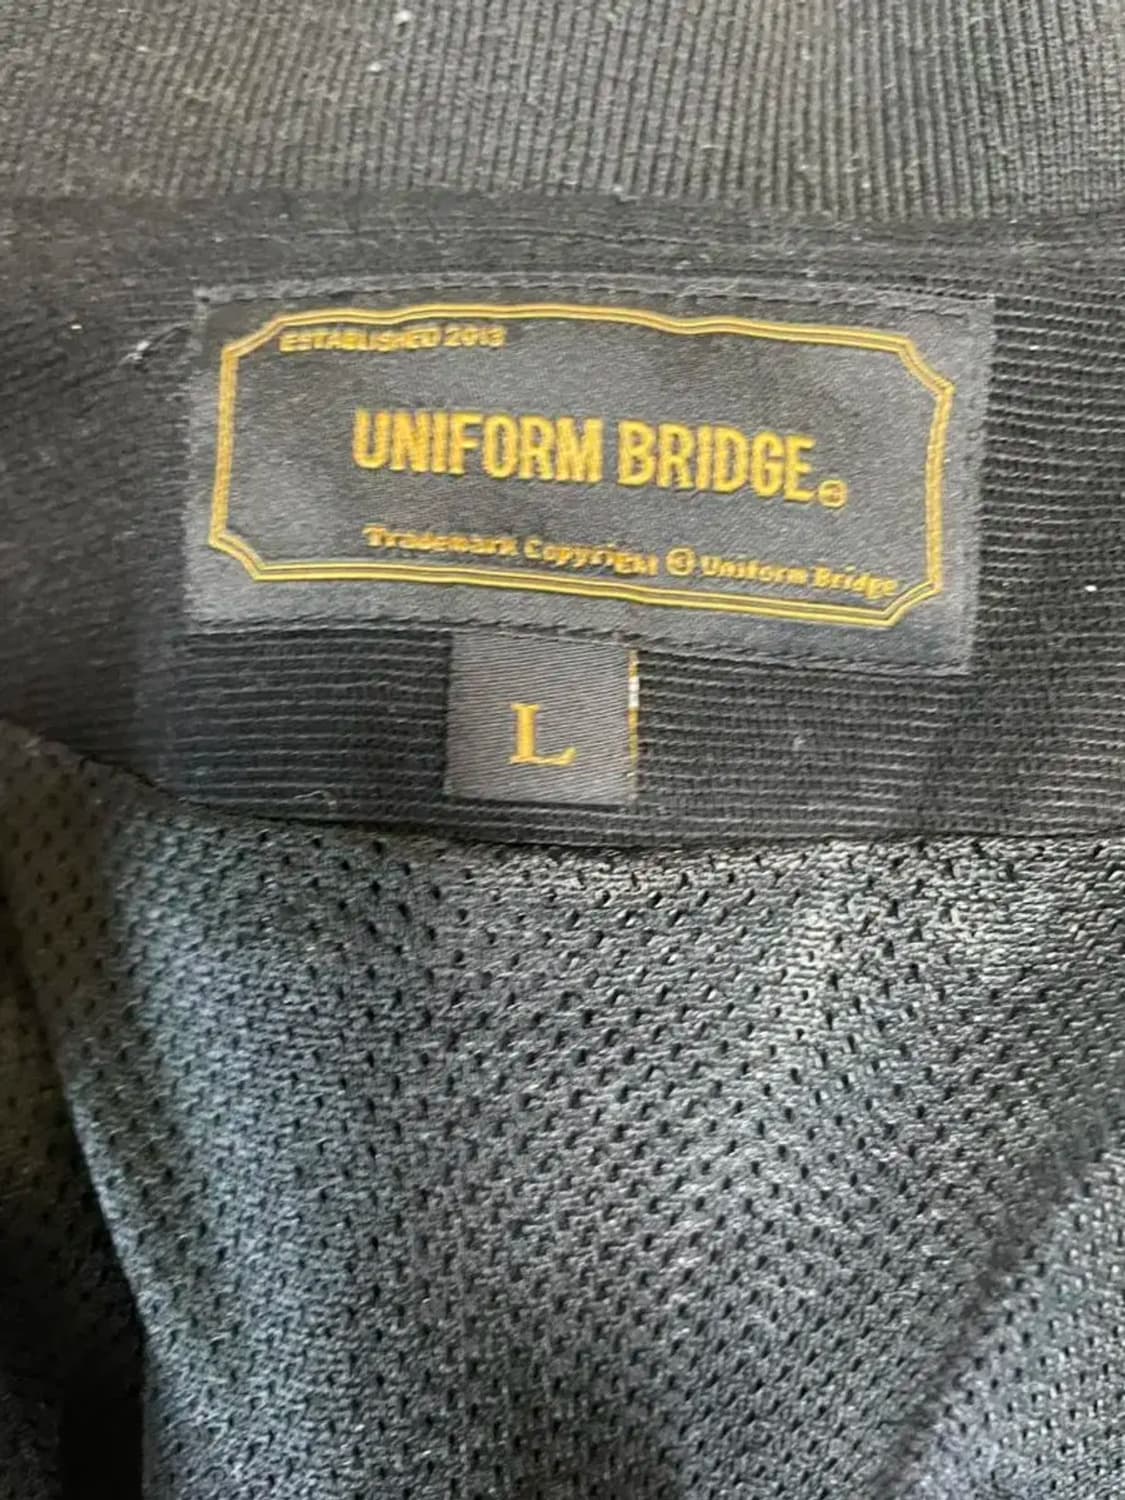 ESTABLISHED 2013
UNIFORM BRIDGE®
Trademark Copyright © Uniform Bridge
L